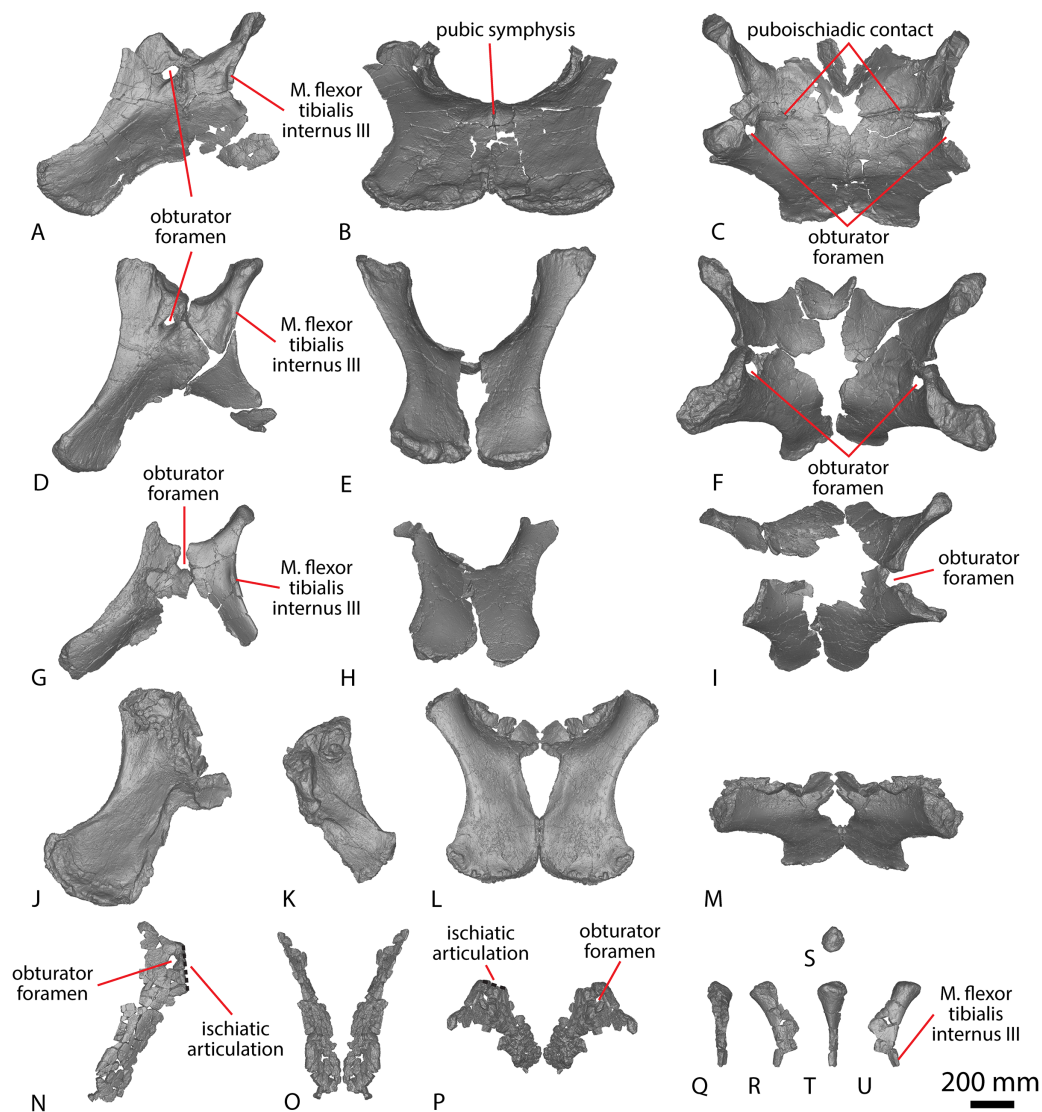 pubic symphysis
puboischiadic contact
M. flexor
tibialis
internus III
obturator
foramen
obturator
foramen
A
B
C
M. flexor
tibialis
internus III
obturator
foramen
D
E
F
obturator
foramen
M. flexor
tibialis
internus III
obturator
foramen
G
H
I
J
K
L
M
obturator
foramen
ischiatic
articulation
ischiatic
articulation
obturator
foramen
S
M. flexor
tibialis
internus III
N
O
P
Q
R
T
U
200 mm